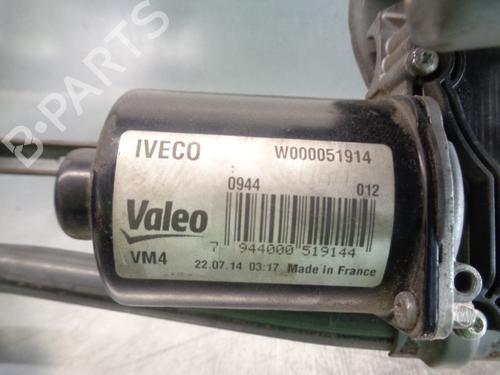 B-PARTS
IVECO W000051914
0944 012
Valeo
7 944000 519144
VM4 22.07.14 03:17 Made in France